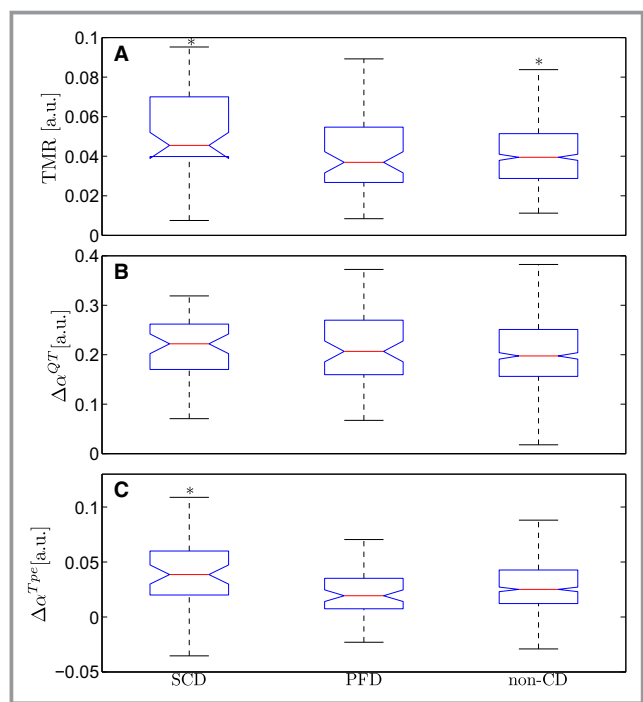 A
TMR [a.u.]
0.1
0.08
0.06
0.04
0.02
0
*
*
B
Δα^{QT}[a.u.]
0.4
0.3
0.2
0.1
0
C
Δα^{Tpe}[a.u.]
0.1
0.05
0
−0.05
*
SCD PFD non-CD